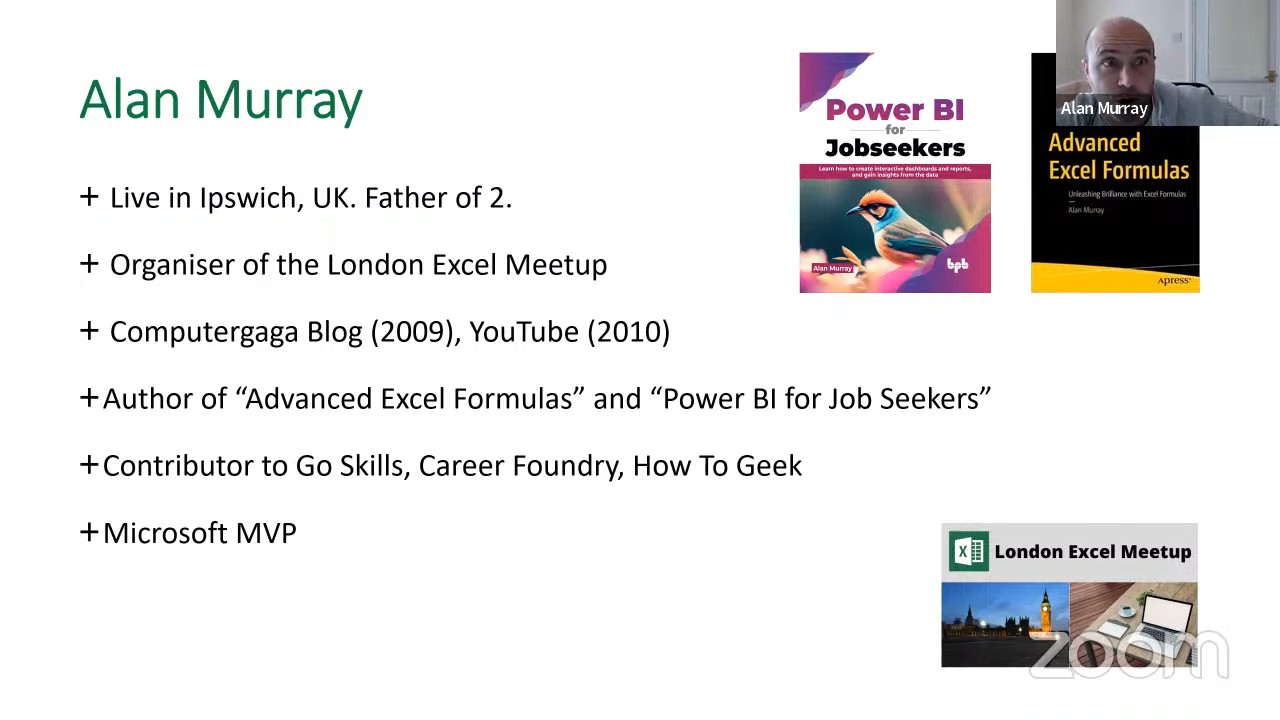 Alan Murray
+ Live in Ipswich, UK. Father of 2.
+ Organiser of the London Excel Meetup
+ Computergaga Blog (2009), YouTube (2010)
+Author of “Advanced Excel Formulas” and “Power BI for Job Seekers”
+Contributor to Go Skills, Career Foundry, How To Geek
+Microsoft MVP
Power BI
for
Jobseekers
Learn how to create interactive dashboards and reports,
and gain insights from the data
Alan Murray
bpb
Alan Murray
Advanced
Excel Formulas
Unleashing Brilliance with Excel Formulas
Alan Murray
Apress®
X
London Excel Meetup
zoom